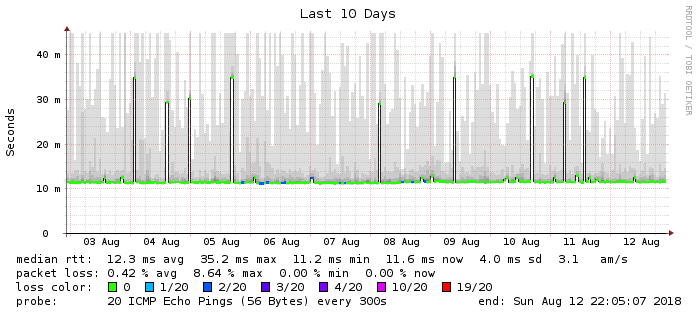 Last 10 Days
RRDTOOL / TOBI OETIKER
Seconds
40 m
30 m
20 m
10 m
0
03 Aug 04 Aug 05 Aug 06 Aug 07 Aug 08 Aug 09 Aug 10 Aug 11 Aug 12 Aug
median rtt: 12.3 ms avg 35.2 ms max 11.2 ms min 11.6 ms now 4.0 ms sd 3.1 am/s
packet loss: 0.42 % avg 8.64 % max 0.00 % min 0.00 % now
loss color: 0 1/20 2/20 3/20 4/20 10/20 19/20
probe: 20 ICMP Echo Pings (56 Bytes) every 300s end: Sun Aug 12 22:05:07 2018